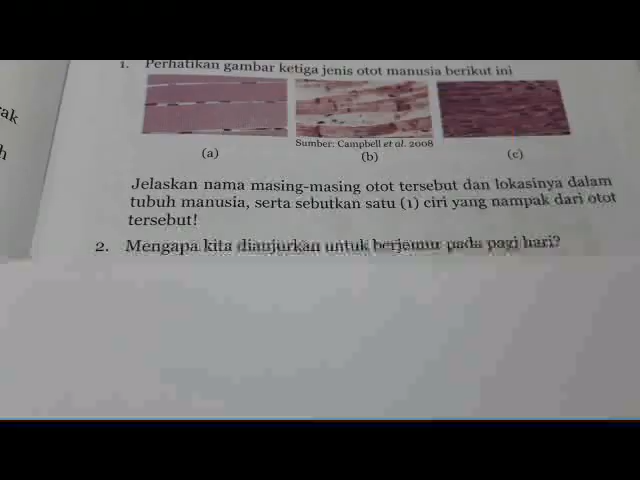 1. Perhatikan gambar ketiga jenis otot manusia berikut ini
Sumber: Campbell et al. 2008
(a) (b) (c)
Jelaskan nama masing-masing otot tersebut dan lokasinya dalam
tubuh manusia, serta sebutkan satu (1) ciri yang nampak dari otot
tersebut!
2. Mengapa kita dianjurkan untuk berjemur pada pagi hari?